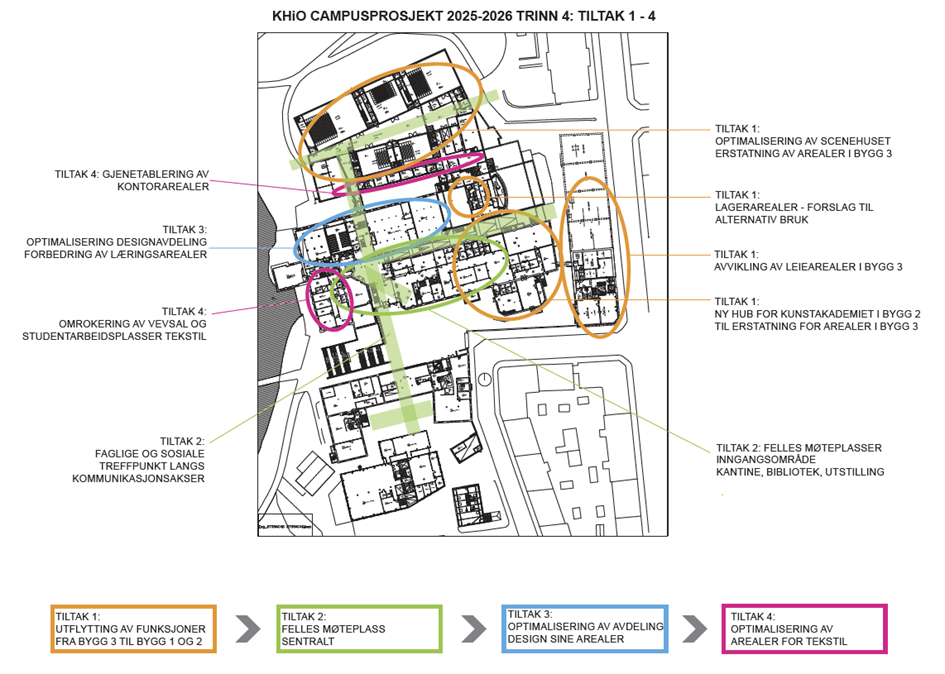 KHiO CAMPUSPROSJEKT 2025-2026 TRINN 4: TILTAK 1 - 4
TILTAK 1:
OPTIMALISERING AV SCENEHUSET
ERSTATNING AV AREALER I BYGG 3
TILTAK 4: GJENETABLERING AV
KONTORAREALER
TILTAK 1:
LAGERAREALER - FORSLAG TIL
ALTERNATIV BRUK
TILTAK 3:
OPTIMALISERING DESIGNAVDELING
FORBEDRING AV LÆRINGSAREALER
TILTAK 1:
AVVIKLING AV LEIEAREALER I BYGG 3
TILTAK 1:
NY HUB FOR KUNSTAKADEMIET I BYGG 2
TIL ERSTATNING FOR AREALER I BYGG 3
TILTAK 4:
OMROKERING AV VEVSAL OG
STUDENTARBEIDSPLASSER TEKSTIL
TILTAK 2:
FAGLIGE OG SOSIALE
TREFFPUNKT LANGS
KOMMUNIKASJONSAKSER
TILTAK 2: FELLES MØTEPLASSER
INNGANGSOMRÅDE
KANTINE, BIBLIOTEK, UTSTILLING
TILTAK 1:
UTFLYTTING AV FUNKSJONER
FRA BYGG 3 TIL BYGG 1 OG 2
TILTAK 2:
FELLES MØTEPLASS
SENTRALT
TILTAK 3:
OPTIMALISERING AV AVDELING
DESIGN SINE AREALER
TILTAK 4:
OPTIMALISERING AV
AREALER FOR TEKSTIL